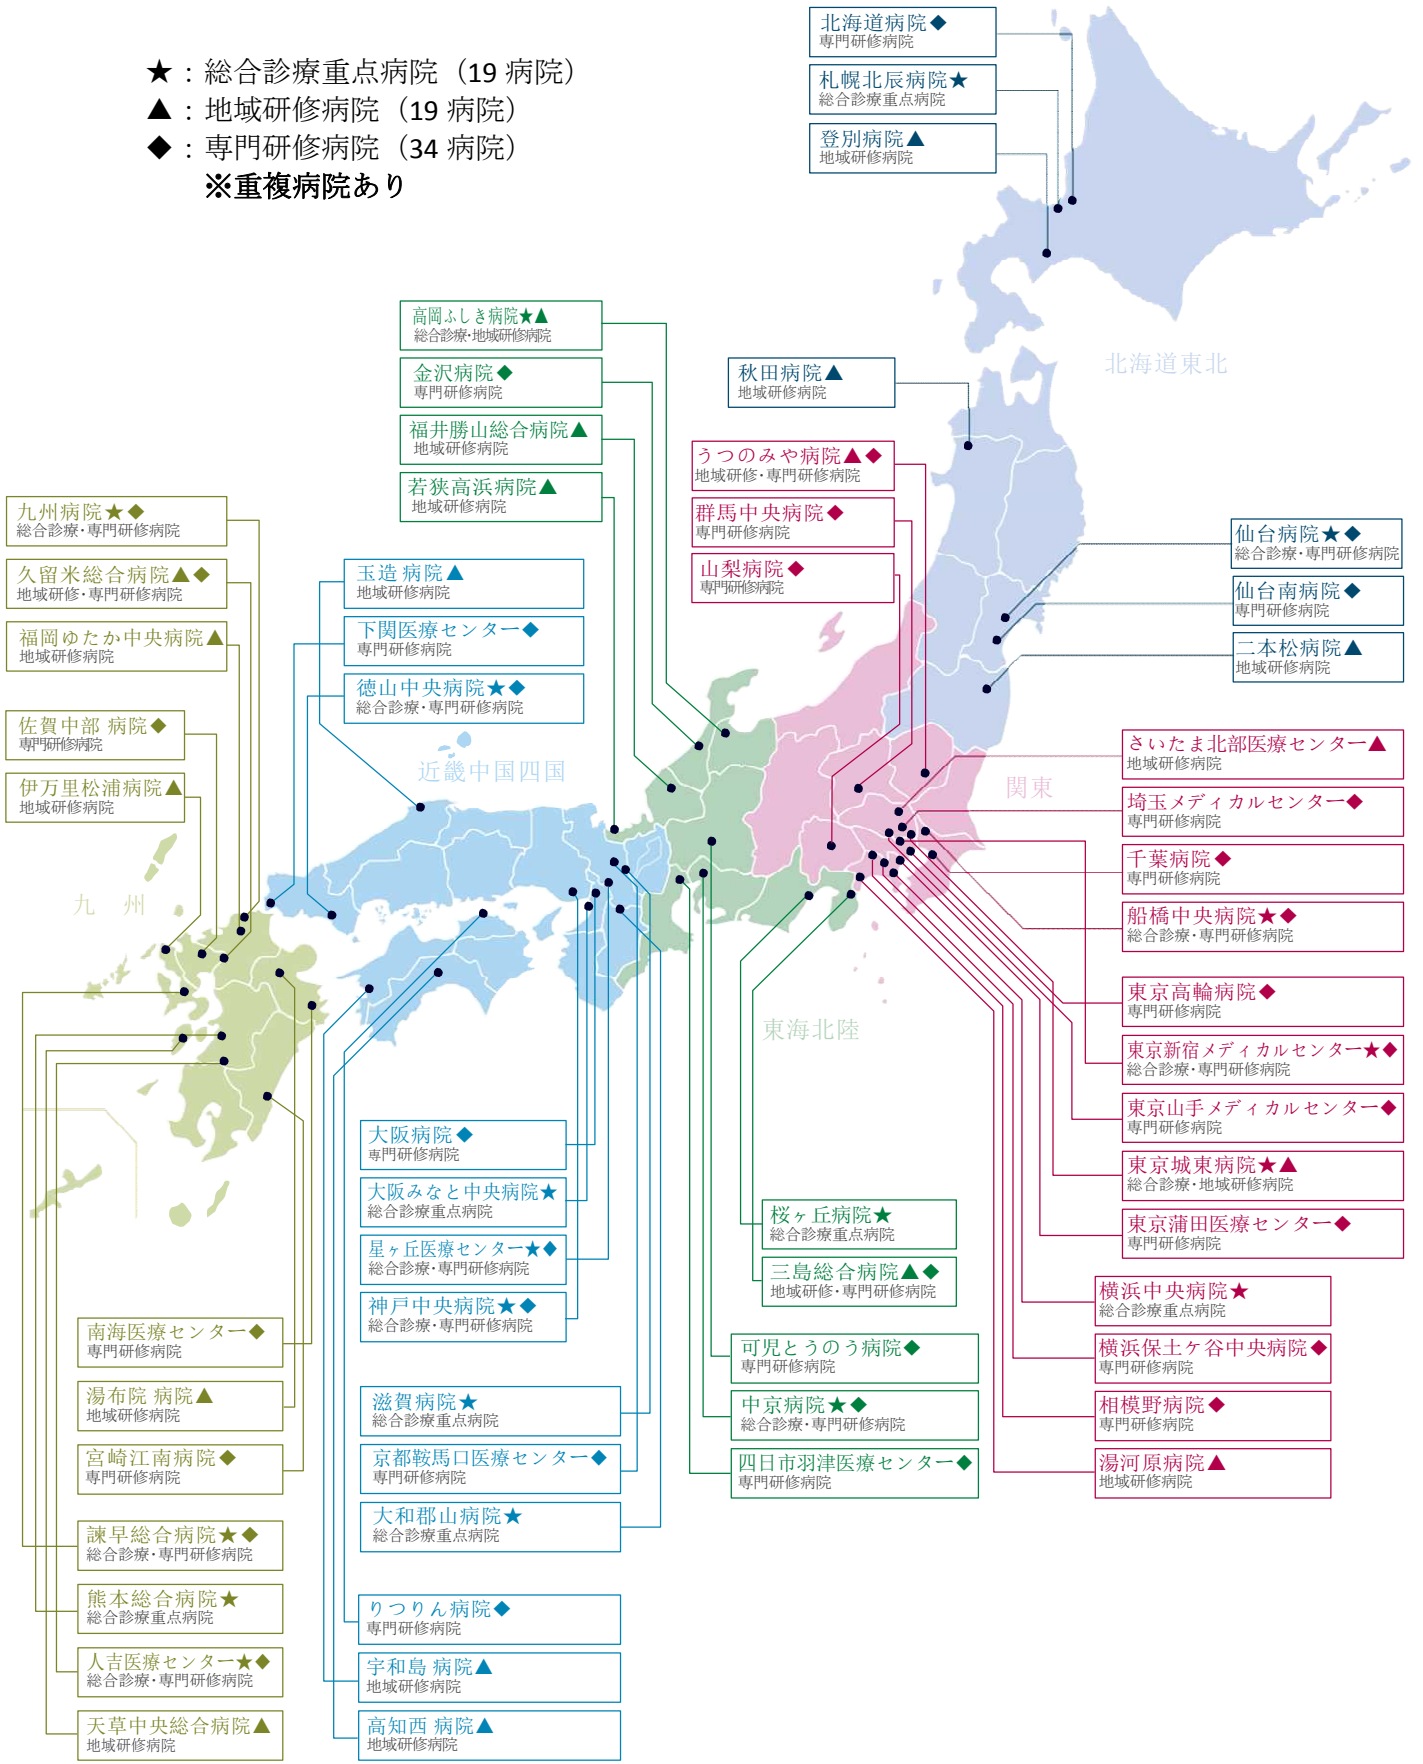 ★：総合診療重点病院（19 病院）
▲：地域研修病院（19 病院）
◆：専門研修病院（34 病院）
※重複病院あり
北海道病院◆
専門研修病院
札幌北辰病院★
総合診療重点病院
登別病院▲
地域研修病院
北海道東北
秋田病院▲
地域研修病院
仙台病院★◆
総合診療・専門研修病院
仙台南病院◆
専門研修病院
二本松病院▲
地域研修病院
高岡ふしき病院★▲
総合診療・地域研修病院
金沢病院◆
専門研修病院
福井勝山総合病院▲
地域研修病院
若狭高浜病院▲
地域研修病院
うつのみや病院▲◆
地域研修・専門研修病院
群馬中央病院◆
専門研修病院
山梨病院◆
専門研修病院
九州病院★◆
総合診療・専門研修病院
久留米総合病院▲◆
地域研修・専門研修病院
福岡ゆたか中央病院▲
地域研修病院
佐賀中部 病院◆
専門研修病院
伊万里松浦病院▲
地域研修病院
九 州
玉造 病院▲
地域研修病院
下関医療センター◆
専門研修病院
徳山中央病院★◆
総合診療・専門研修病院
近畿中国四国
関東
さいたま北部医療センター▲
地域研修病院
埼玉メディカルセンター◆
専門研修病院
千葉病院◆
専門研修病院
船橋中央病院★◆
総合診療・専門研修病院
東京高輪病院◆
専門研修病院
東京新宿メディカルセンター★◆
総合診療・専門研修病院
東京山手メディカルセンター◆
専門研修病院
東京城東病院★▲
総合診療・地域研修病院
東京蒲田医療センター◆
専門研修病院
横浜中央病院★
総合診療重点病院
横浜保土ケ谷中央病院◆
専門研修病院
相模野病院◆
専門研修病院
湯河原病院▲
地域研修病院
東海北陸
桜ヶ丘病院★
総合診療重点病院
三島総合病院▲◆
地域研修・専門研修病院
可児とうのう病院◆
専門研修病院
中京病院★◆
総合診療・専門研修病院
四日市羽津医療センター◆
専門研修病院
大阪病院◆
専門研修病院
大阪みなと中央病院★
総合診療重点病院
星ヶ丘医療センター★◆
総合診療・専門研修病院
神戸中央病院★◆
総合診療・専門研修病院
滋賀病院★
総合診療重点病院
京都鞍馬口医療センター◆
専門研修病院
大和郡山病院★
総合診療重点病院
りつりん病院◆
専門研修病院
宇和島 病院▲
地域研修病院
高知西 病院▲
地域研修病院
南海医療センター◆
専門研修病院
湯布院 病院▲
地域研修病院
宮崎江南病院◆
専門研修病院
諫早総合病院★◆
総合診療・専門研修病院
熊本総合病院★
総合診療重点病院
人吉医療センター★◆
総合診療・専門研修病院
天草中央総合病院▲
地域研修病院